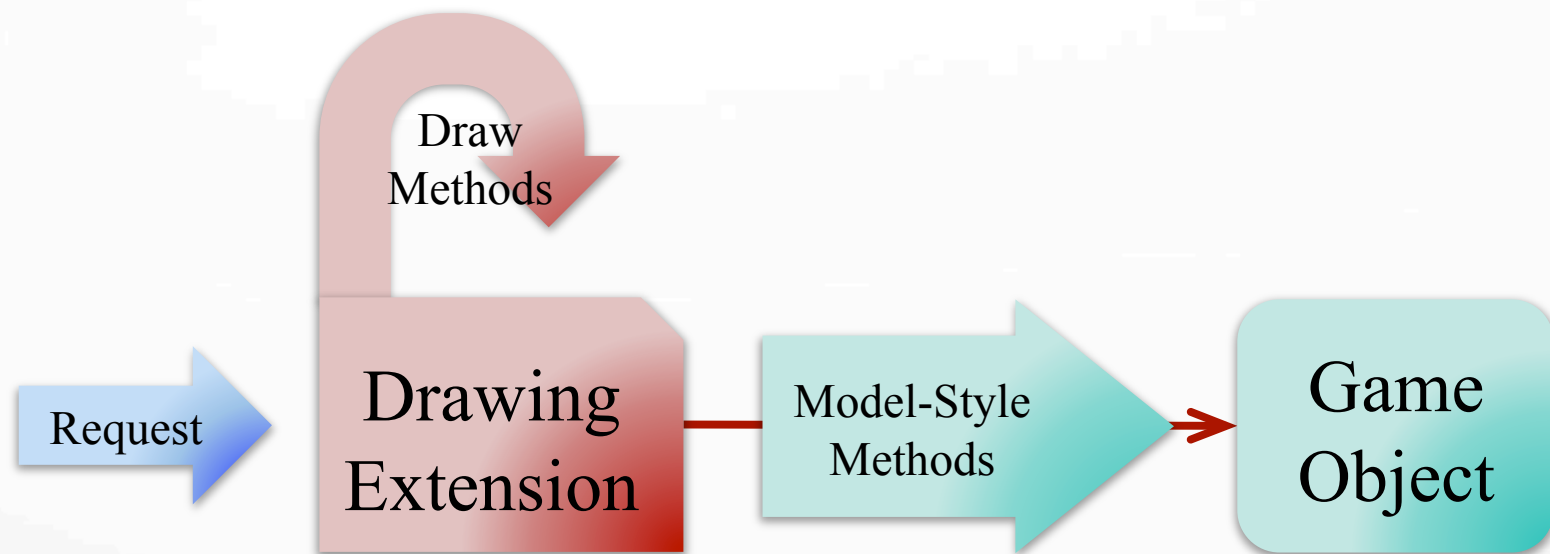 Draw
Methods
Request
Drawing
Extension
Model-Style
Methods
Game
Object